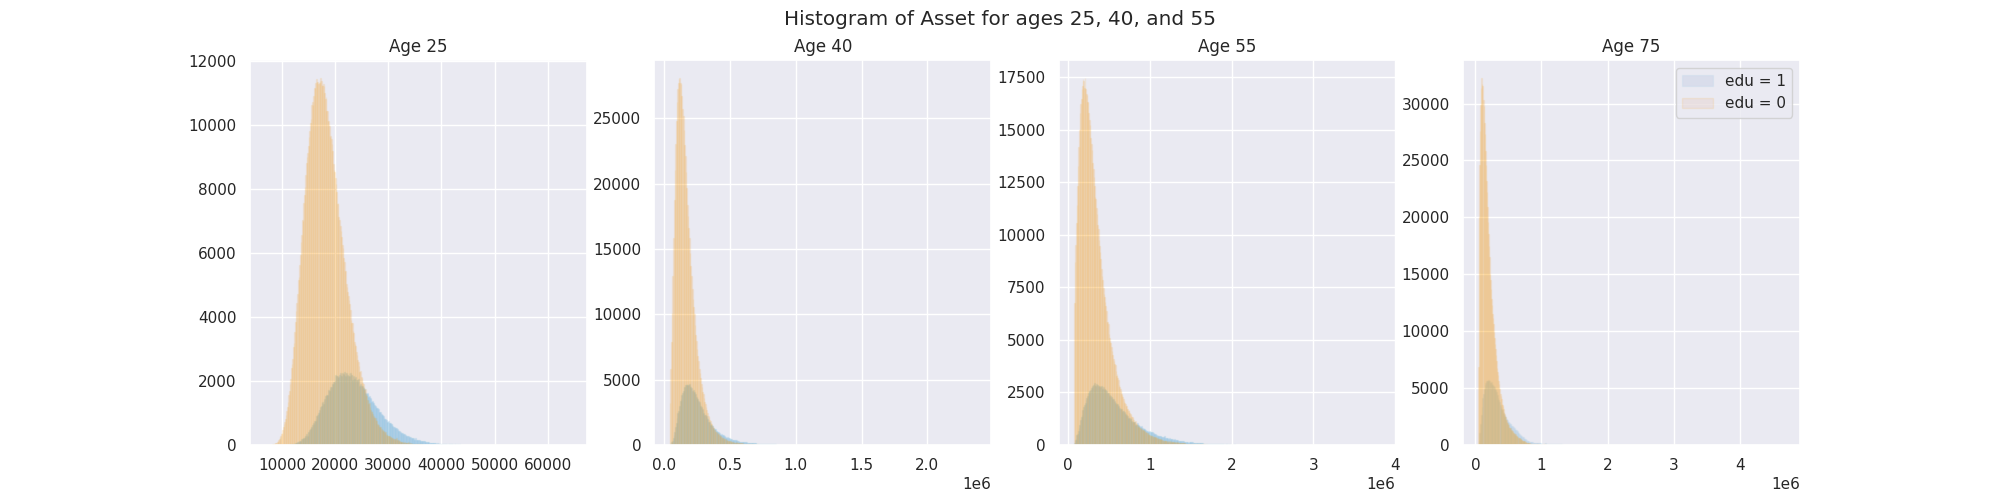 Histogram of Asset for ages 25, 40, and 55
Age 25
12000
10000
8000
6000
4000
2000
0
10000 20000 30000 40000 50000 60000
Age 40
25000
20000
15000
10000
5000
0
0.0 0.5 1.0 1.5 2.0
1e6
Age 55
17500
15000
12500
10000
7500
5000
2500
0
0 1 2 3 4
1e6
Age 75
edu = 1
edu = 0
30000
25000
20000
15000
10000
5000
0
0 1 2 3 4
1e6